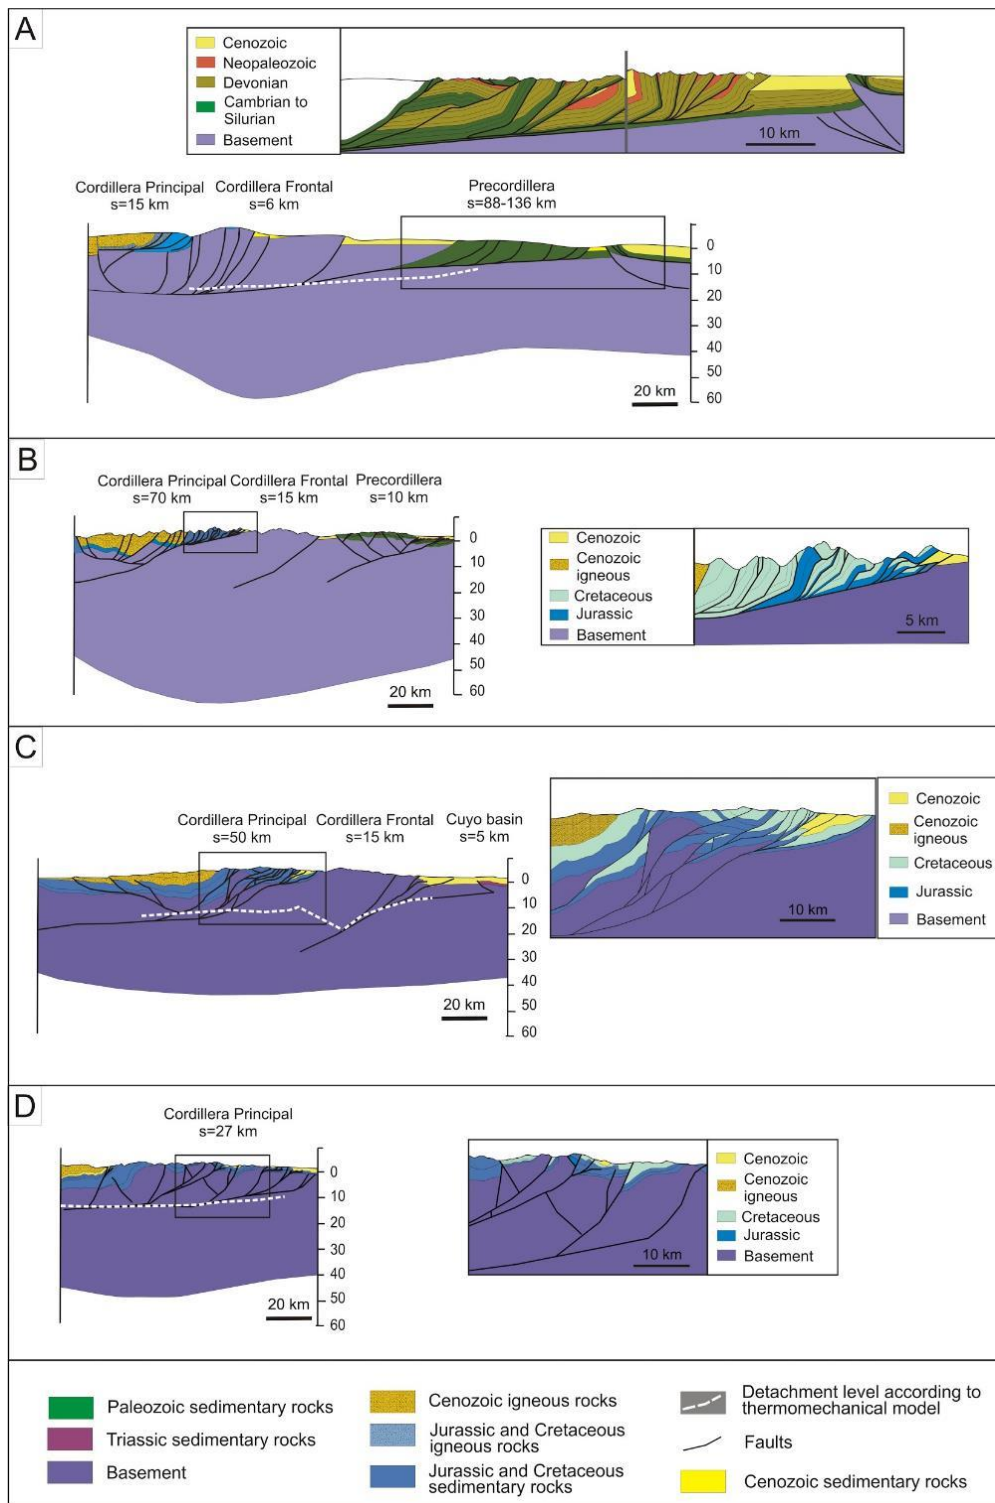 A
Cenozoic
Neopaleozoic
Devonian
Cambrian to
Silurian
Basement
10 km
Cordillera Principal
s=15 km
Cordillera Frontal
s=6 km
Precordillera
s=88-136 km
0
10
20
30
40
50
60
20 km
B
Cordillera Principal
s=70 km
Cordillera Frontal
s=15 km
Precordillera
s=10 km
0
10
20
30
40
50
60
20 km
Cenozoic
Cenozoic
igneous
Cretaceous
Jurassic
Basement
5 km
C
Cordillera Principal
s=50 km
Cordillera Frontal
s=15 km
Cuyo basin
s=5 km
0
10
20
30
40
50
60
20 km
10 km
Cenozoic
Cenozoic
igneous
Cretaceous
Jurassic
Basement
D
Cordillera Principal
s=27 km
0
10
20
30
40
50
60
20 km
10 km
Cenozoic
Cenozoic
igneous
Cretaceous
Jurassic
Basement
Paleozoic sedimentary rocks
Triassic sedimentary rocks
Basement
Cenozoic igneous rocks
Jurassic and Cretaceous
igneous rocks
Jurassic and Cretaceous
sedimentary rocks
Detachment level according to
thermomechanical model
Faults
Cenozoic sedimentary rocks